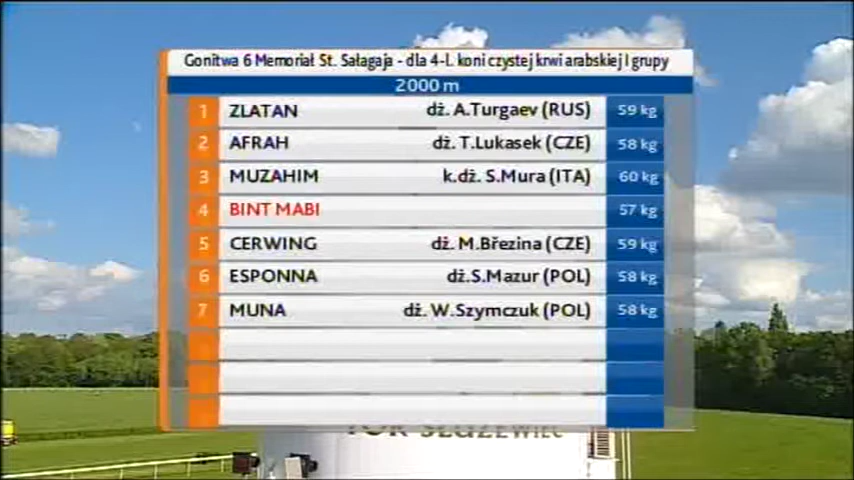 Gonitwa 6 Memoriał St. Sałagaja - dla 4-l. koni czystej krwi arabskiej I grupy
2000 m
1 ZLATAN dż. A.Turgaev (RUS) 59 kg
2 AFRAH dż. T.Lukasek (CZE) 58 kg
3 MUZAHIM k.dż. S.Mura (ITA) 60 kg
4 BINT MABI 57 kg
5 CERWING dż. M.Březina (CZE) 59 kg
6 ESPONNA dż.S.Mazur (POL) 58 kg
7 MUNA dż. W.Szymczuk (POL) 58 kg
TOR SŁUŻEWIEC